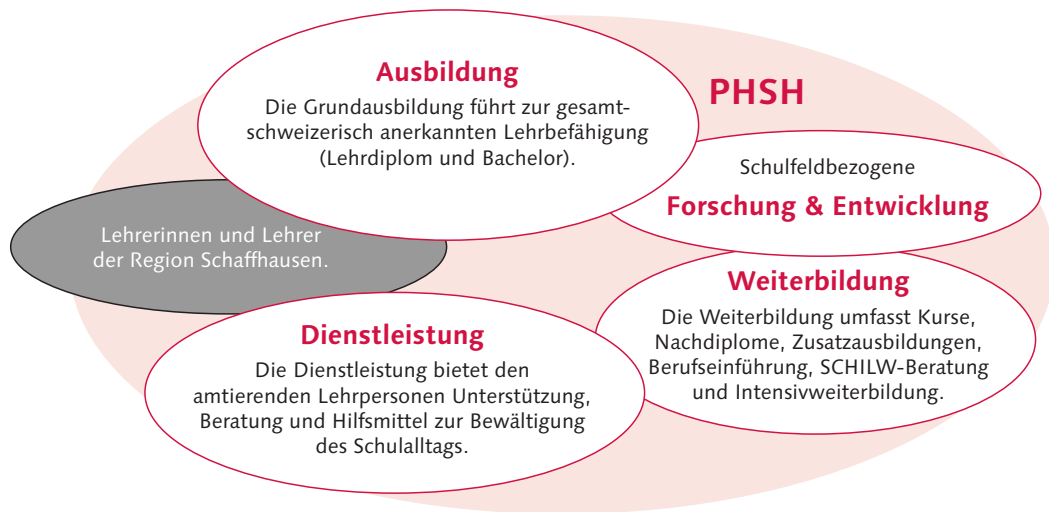 Ausbildung
Die Grundausbildung führt zur gesamt-
schweizerisch anerkannten Lehrbefähigung
(Lehrdiplom und Bachelor).
PHSH
Schulfeldbezogene
Forschung & Entwicklung
Lehrerinnen und Lehrer
der Region Schaffhausen.
Weiterbildung
Die Weiterbildung umfasst Kurse,
Nachdiplome, Zusatzausbildungen,
Berufseinführung, SCHILW-Beratung
und Intensivweiterbildung.
Dienstleistung
Die Dienstleistung bietet den
amtierenden Lehrpersonen Unterstützung,
Beratung und Hilfsmittel zur Bewältigung
des Schulalltags.